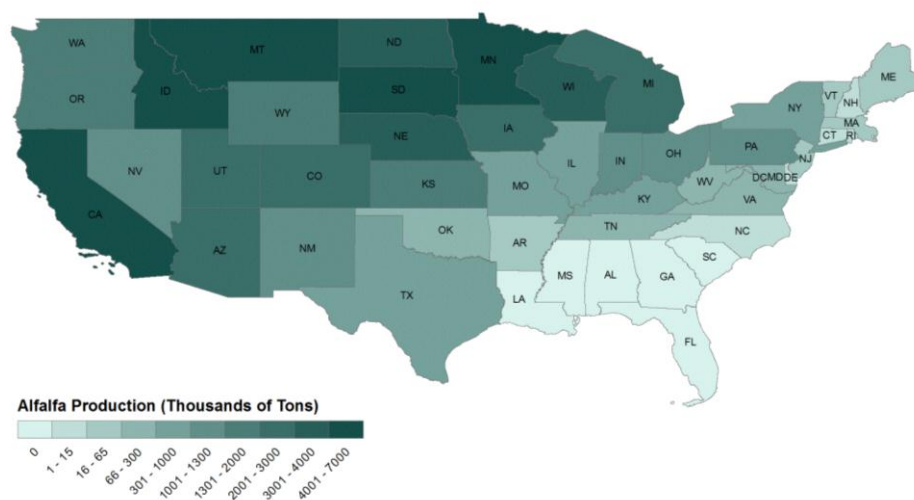 WA
MT
ND
MN
ME
OR
ID
SD
WI
MI
VT
NH
NY
MA
WY
CT
RI
IA
NE
PA
NJ
NV
UT
CO
IL
IN
OH
DC
MD
DE
WV
VA
KS
MO
KY
CA
AZ
NM
OK
TN
NC
AR
SC
TX
MS
AL
GA
LA
FL
Alfalfa Production (Thousands of Tons)
0
1 - 15
16 - 65
66 - 300
301 - 1000
1001 - 1300
1301 - 2000
2001 - 3000
3001 - 4000
4001 - 7000